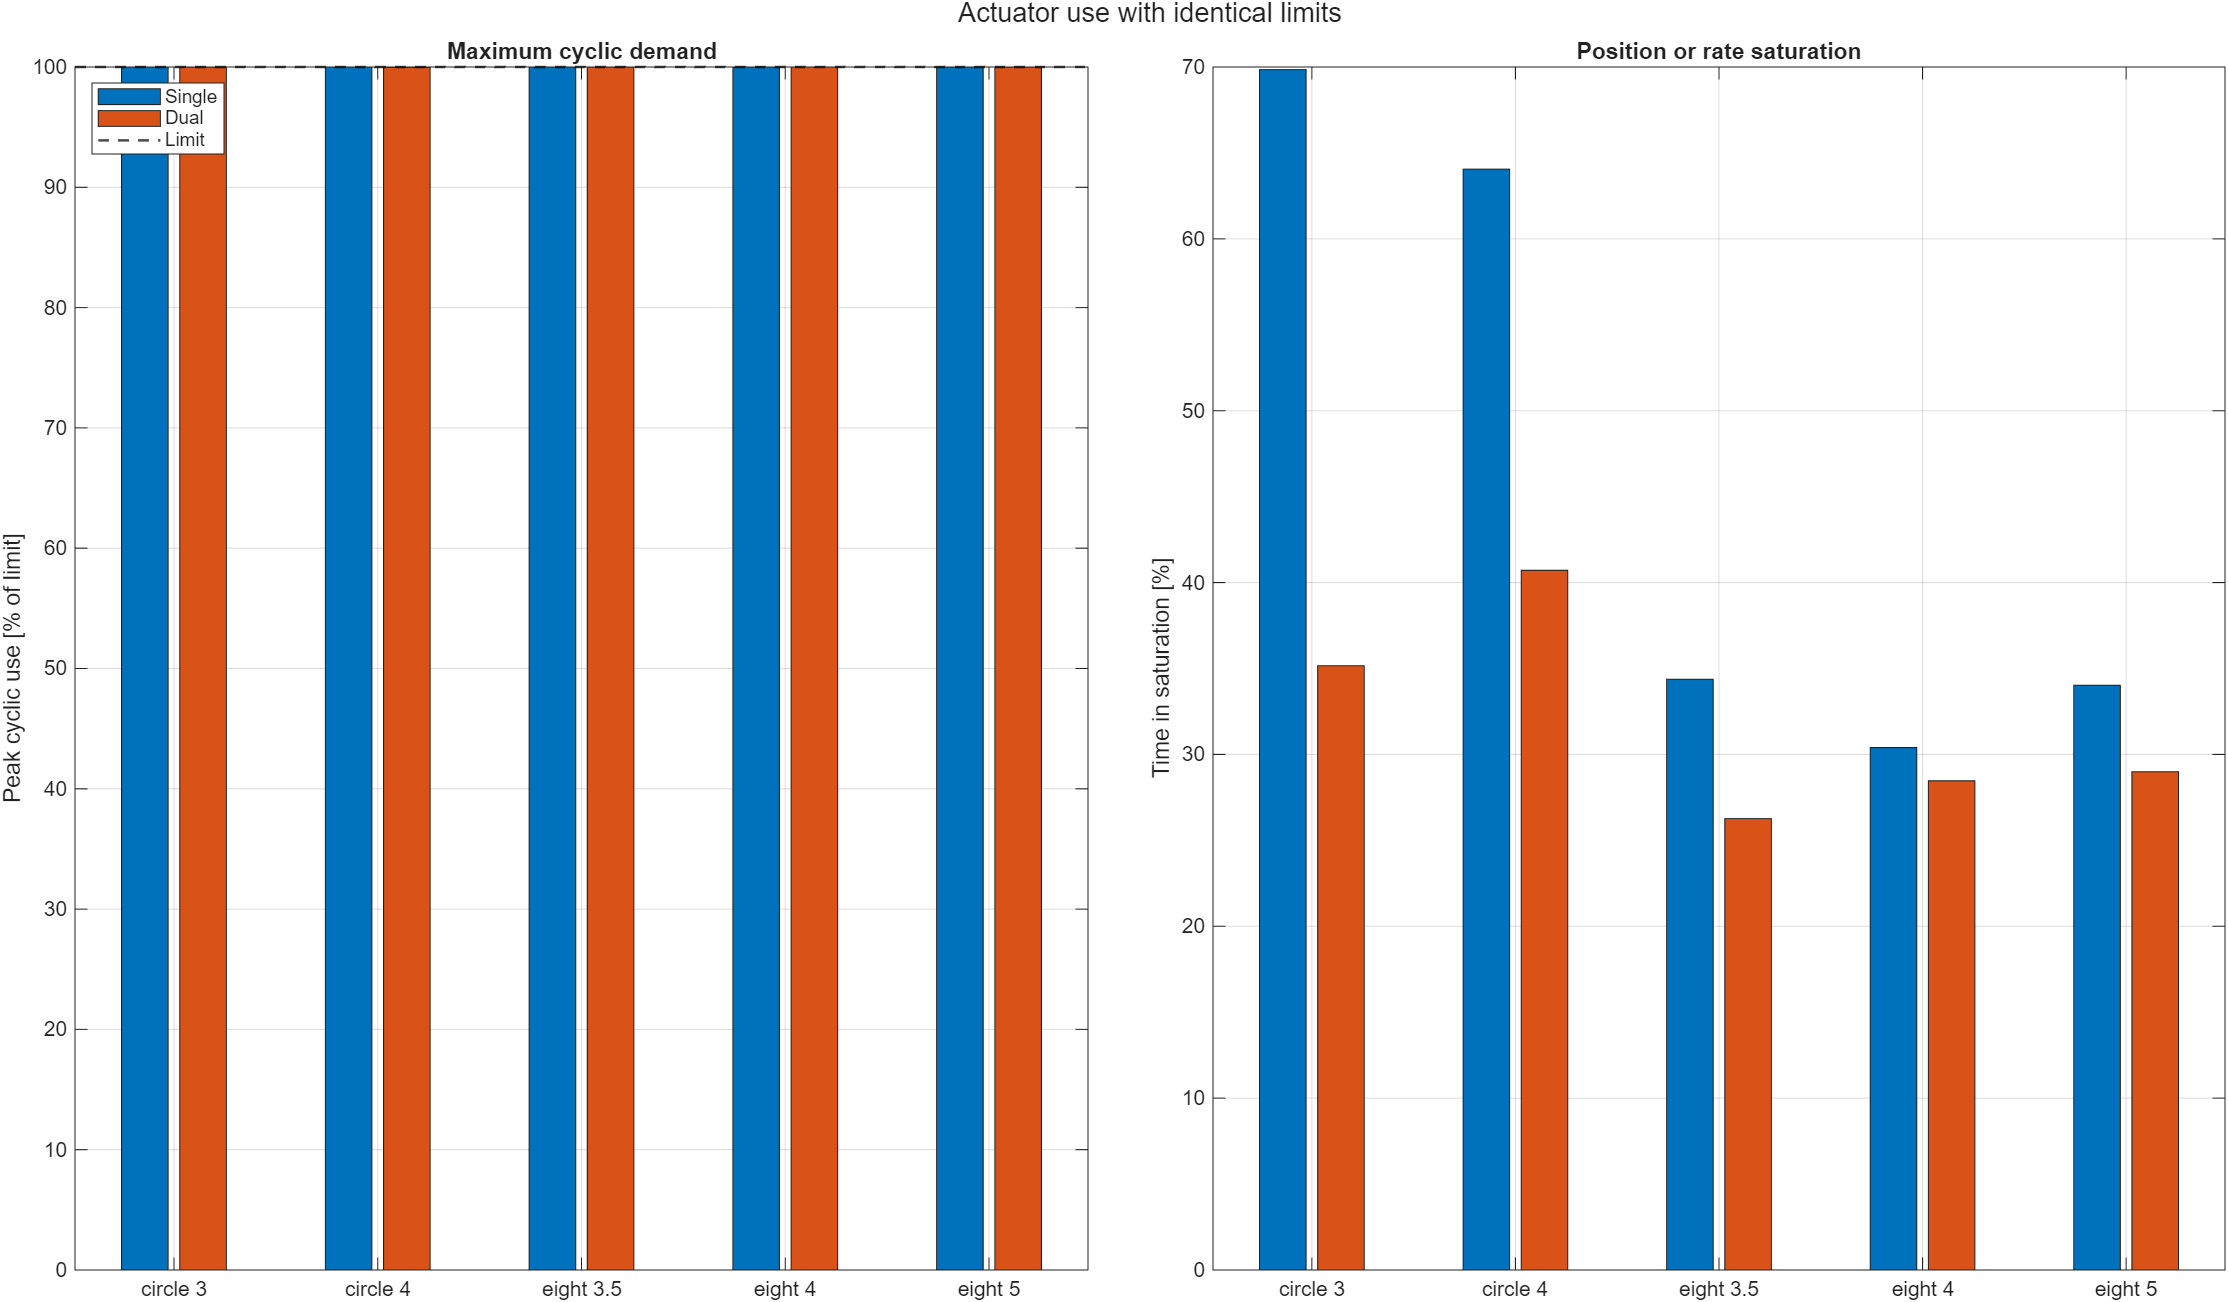 Actuator use with identical limits
Maximum cyclic demand
Peak cyclic use [% of limit]
100
90
80
70
60
50
40
30
20
10
0
Single
Dual
Limit
circle 3
circle 4
eight 3.5
eight 4
eight 5
Position or rate saturation
Time in saturation [%]
70
60
50
40
30
20
10
0
circle 3
circle 4
eight 3.5
eight 4
eight 5